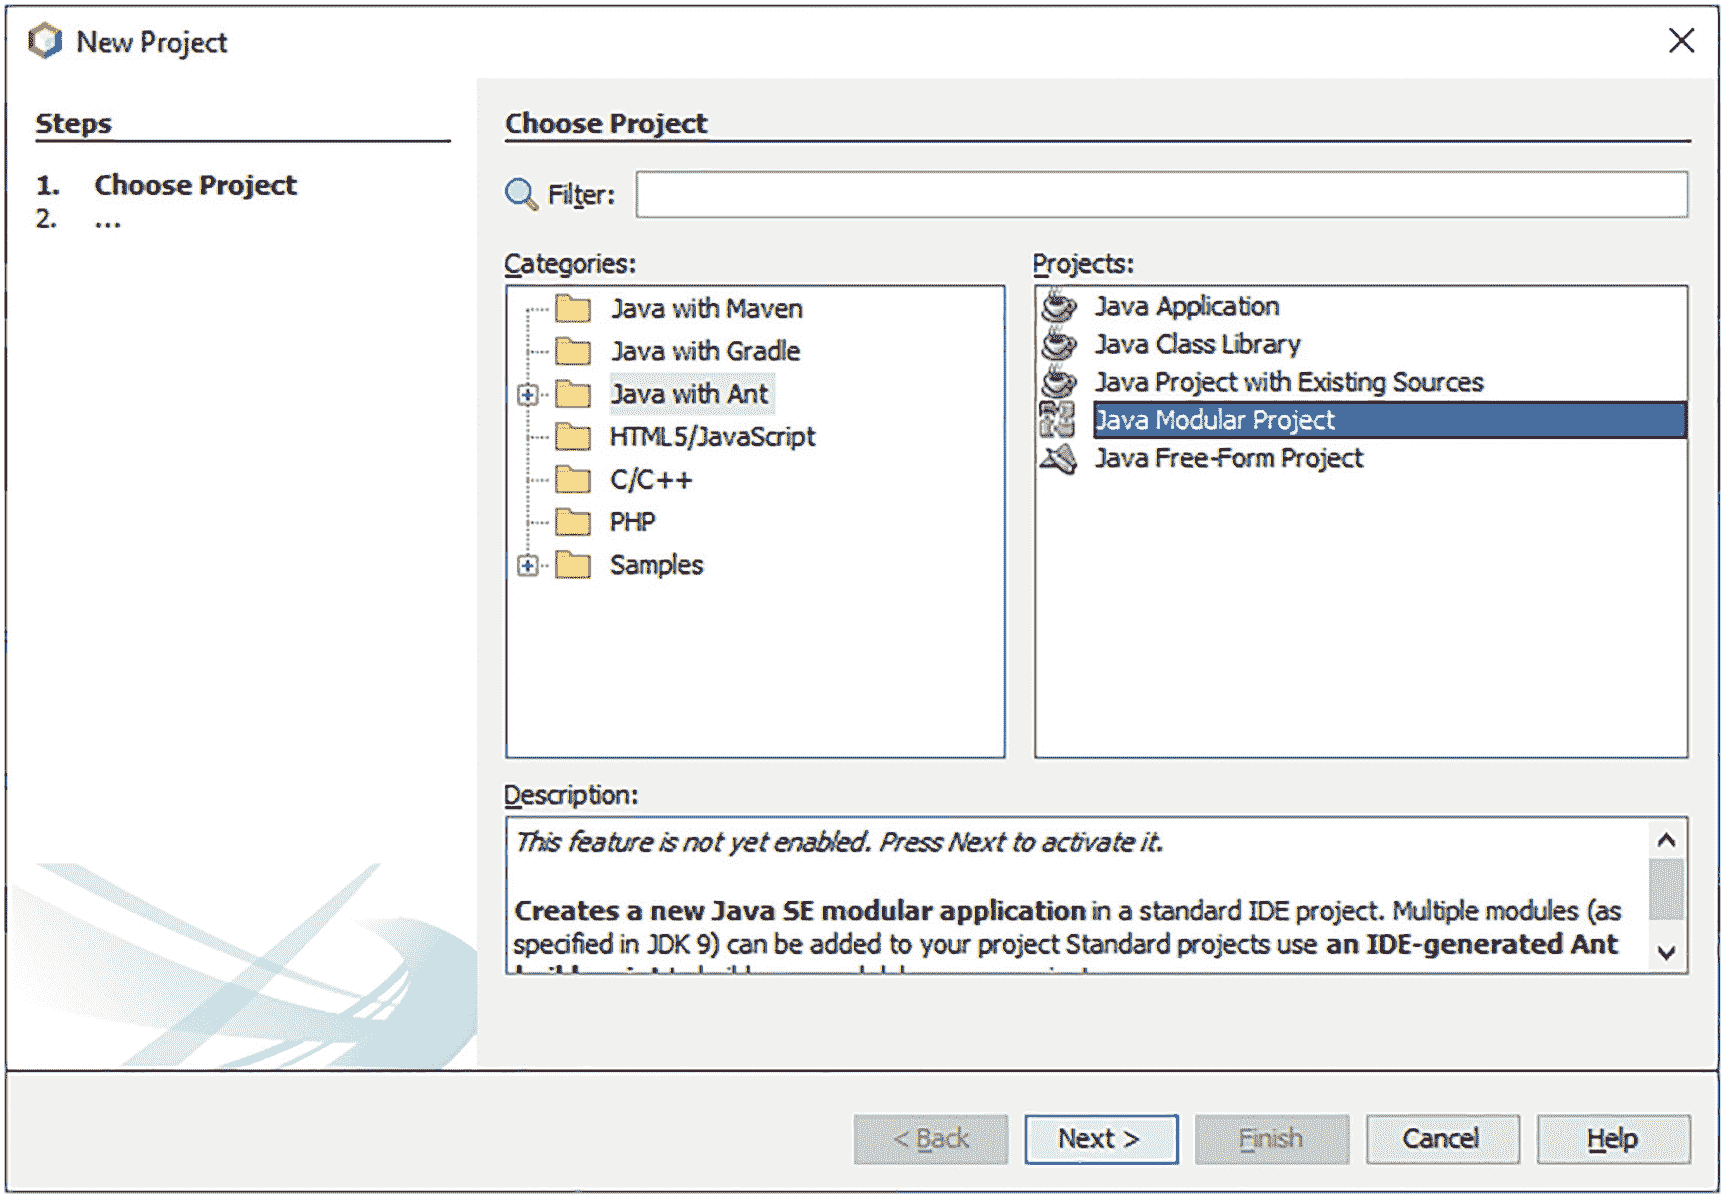 New Project
Steps
1. Choose Project
2. ...
Choose Project
Filter:
Categories:
Java with Maven
Java with Gradle
Java with Ant
HTML5/JavaScript
C/C++
PHP
Samples
Projects:
Java Application
Java Class Library
Java Project with Existing Sources
Java Modular Project
Java Free-Form Project
Description:
This feature is not yet enabled. Press Next to activate it.
Creates a new Java SE modular application in a standard IDE project. Multiple modules (as
specified in JDK 9) can be added to your project Standard projects use an IDE-generated Ant
< Back
Next >
Finish
Cancel
Help